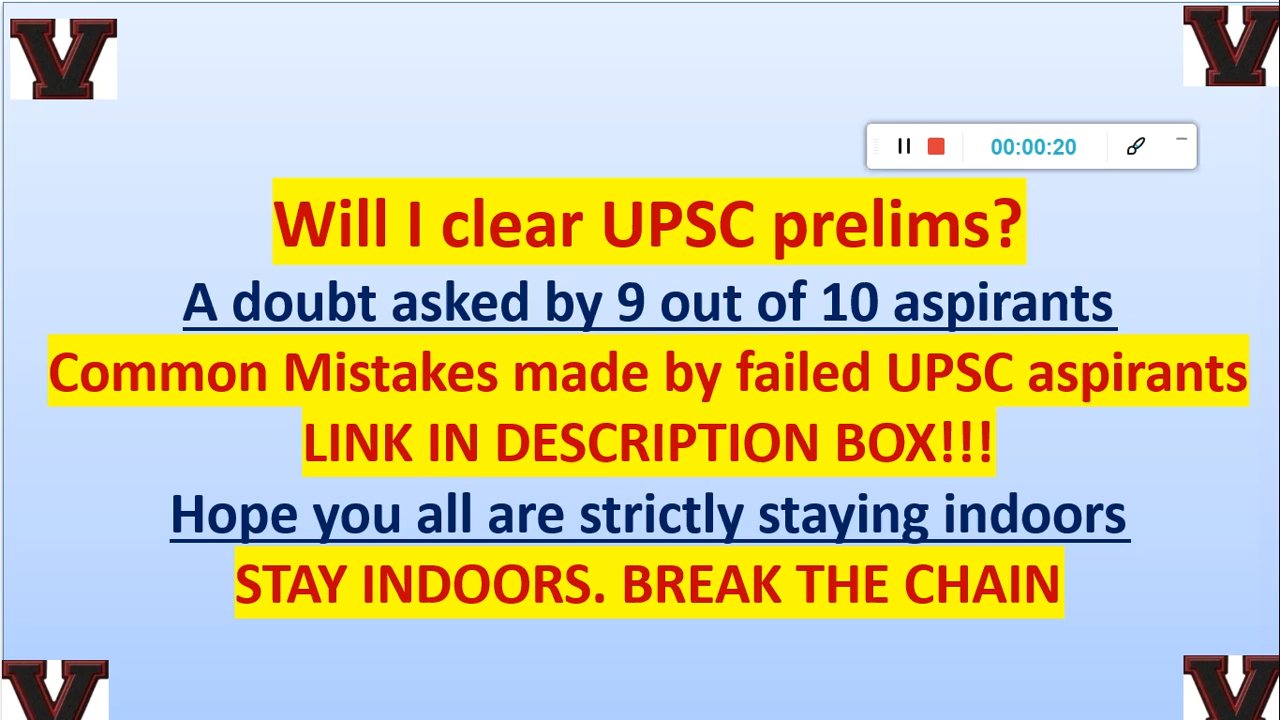 V V
00:00:20
Will I clear UPSC prelims?
A doubt asked by 9 out of 10 aspirants
Common Mistakes made by failed UPSC aspirants
LINK IN DESCRIPTION BOX!!!
Hope you all are strictly staying indoors
STAY INDOORS. BREAK THE CHAIN
V V